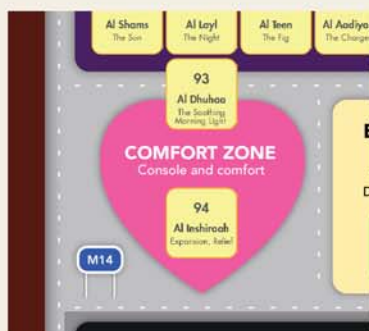 Al Shams
The Sun
Al Layl
The Night
Al Teen
The Fig
Al Aadiya
The Charge
93
Al Dhuhaa
The Soothing
Morning Light
COMFORT ZONE
Console and comfort
94
Al Inshiraah
Expansion, Relief
M14